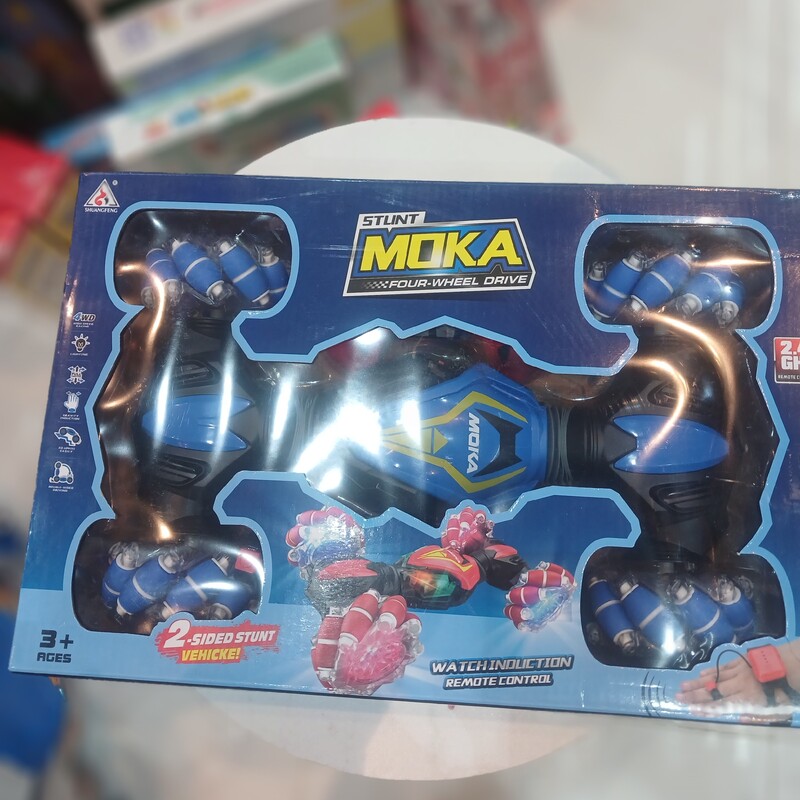 SHUANGFENG
STUNT
MOKA
FOUR-WHEEL DRIVE
4WD
MOKA
3+
AGES
2-SIDED STUNT
VEHICKE!
WATCH INDUCTION
REMOTE CONTROL